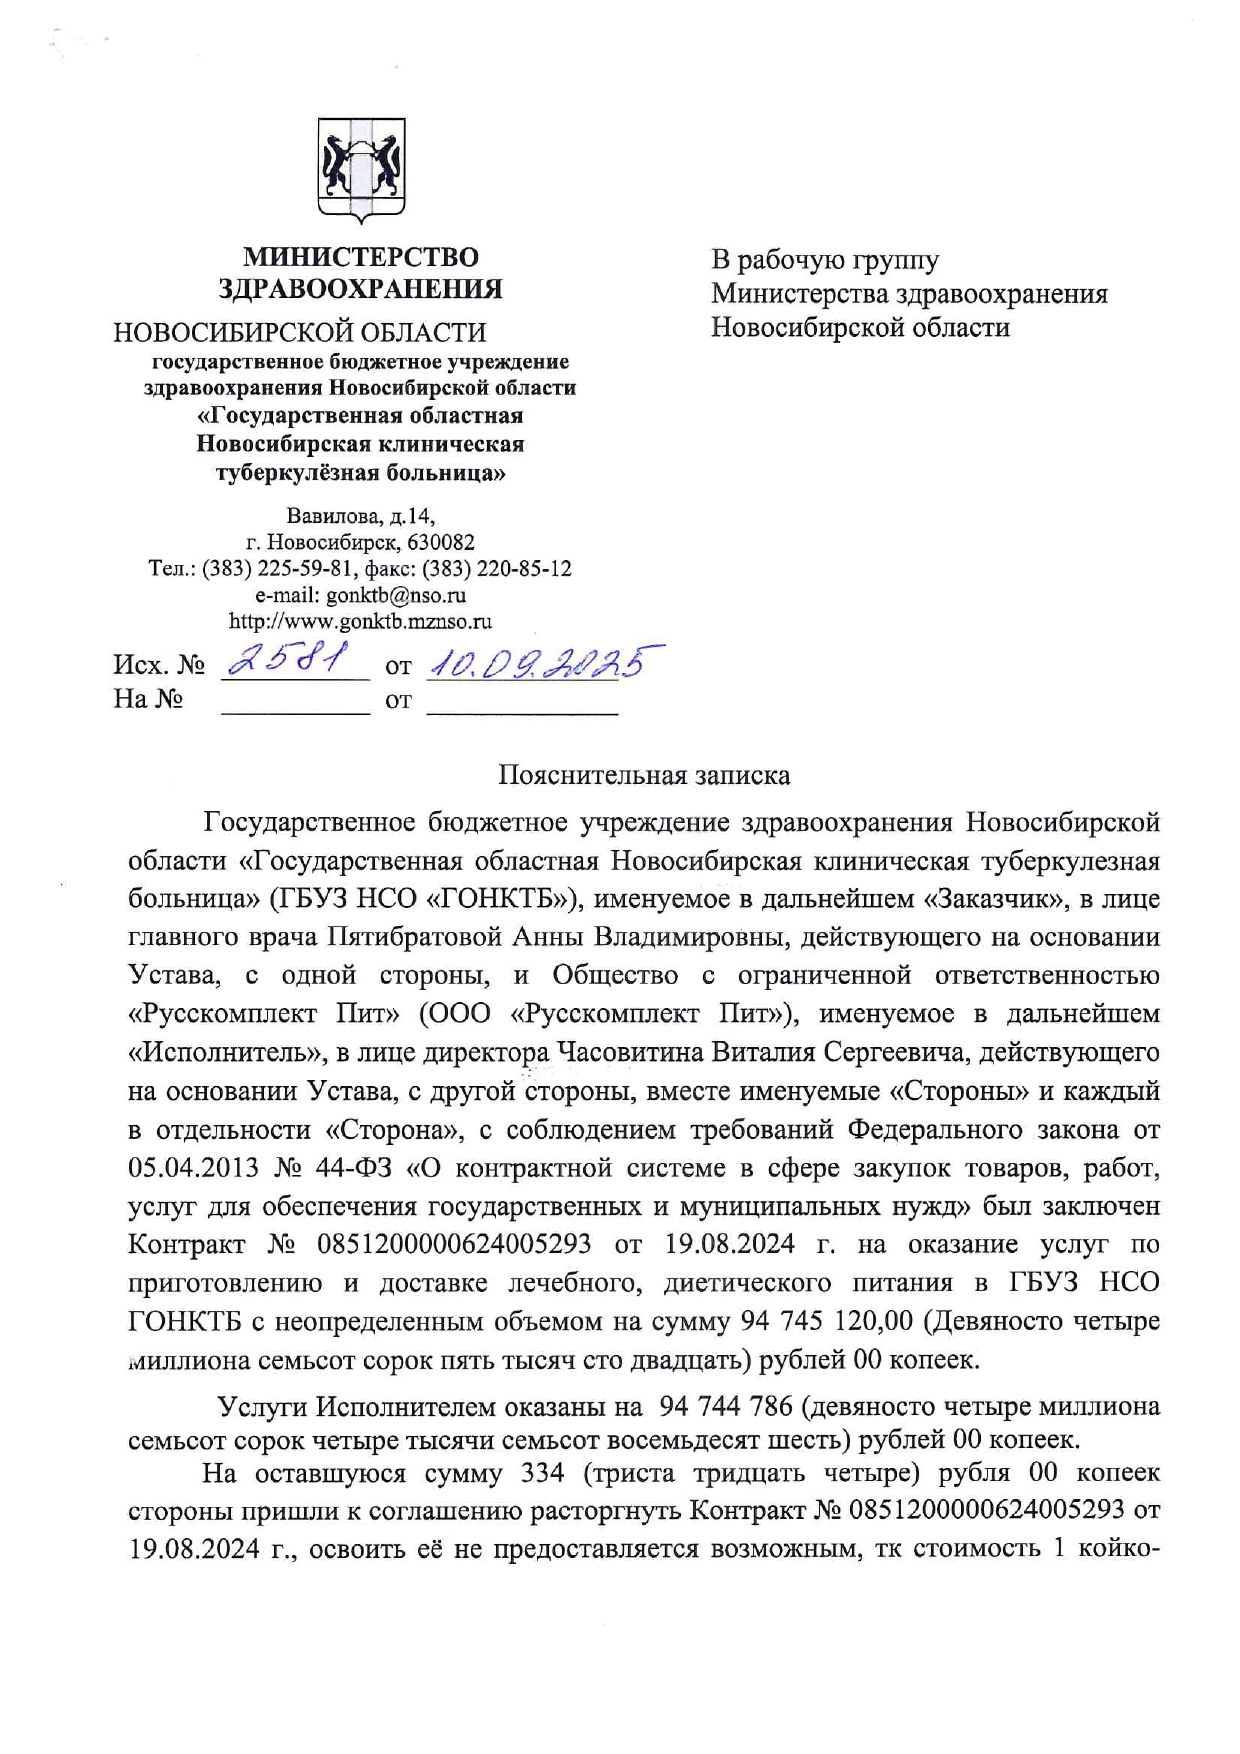 МИНИСТЕРСТВО
ЗДРАВООХРАНЕНИЯ
НОВОСИБИРСКОЙ ОБЛАСТИ
государственное бюджетное учреждение
здравоохранения Новосибирской области
«Государственная областная
Новосибирская клиническая
туберкулёзная больница»
Вавилова, д.14,
г. Новосибирск, 630082
Тел.: (383) 225-59-81, факс: (383) 220-85-12
e-mail: gonktb@nso.ru
http://www.gonktb.mznso.ru
Исх. № 2581 от 10.09.2025
На № от
В рабочую группу
Министерства здравоохранения
Новосибирской области
Пояснительная записка
Государственное бюджетное учреждение здравоохранения Новосибирской
области «Государственная областная Новосибирская клиническая туберкулезная
больница» (ГБУЗ НСО «ГОНКТБ»), именуемое в дальнейшем «Заказчик», в лице
главного врача Пятибратовой Анны Владимировны, действующего на основании
Устава, с одной стороны, и Общество с ограниченной ответственностью
«Русскомплект Пит» (ООО «Русскомплект Пит»), именуемое в дальнейшем
«Исполнитель», в лице директора Часовитина Виталия Сергеевича, действующего
на основании Устава, с другой стороны, вместе именуемые «Стороны» и каждый
в отдельности «Сторона», с соблюдением требований Федерального закона от
05.04.2013 № 44-ФЗ «О контрактной системе в сфере закупок товаров, работ,
услуг для обеспечения государственных и муниципальных нужд» был заключен
Контракт № 0851200000624005293 от 19.08.2024 г. на оказание услуг по
приготовлению и доставке лечебного, диетического питания в ГБУЗ НСО
ГОНКТБ с неопределенным объемом на сумму 94 745 120,00 (Девяносто четыре
миллиона семьсот сорок пять тысяч сто двадцать) рублей 00 копеек.
Услуги Исполнителем оказаны на 94 744 786 (девяносто четыре миллиона
семьсот сорок четыре тысячи семьсот восемьдесят шесть) рублей 00 копеек.
На оставшуюся сумму 334 (триста тридцать четыре) рубля 00 копеек
стороны пришли к соглашению расторгнуть Контракт № 0851200000624005293 от
19.08.2024 г., освоить её не предоставляется возможным, тк стоимость 1 койко-